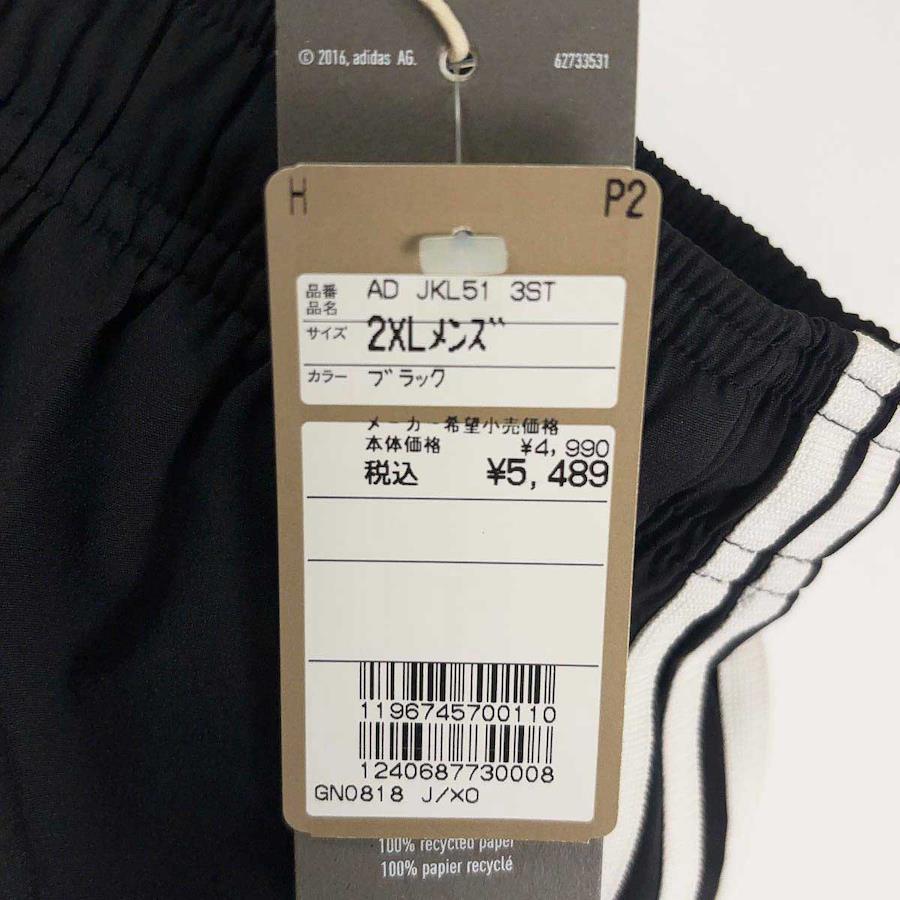 © 2016, adidas AG. 62733531
H P2
品番 AD JKL51 3ST
品名
サイズ 2XLメンズ
カラー ブラック
メーカー希望小売価格
本体価格 ¥4,990
税込 ¥5,489
1196745700110
1240687730008
GN0818 J/XO
100% recycled paper
100% papier recyclé